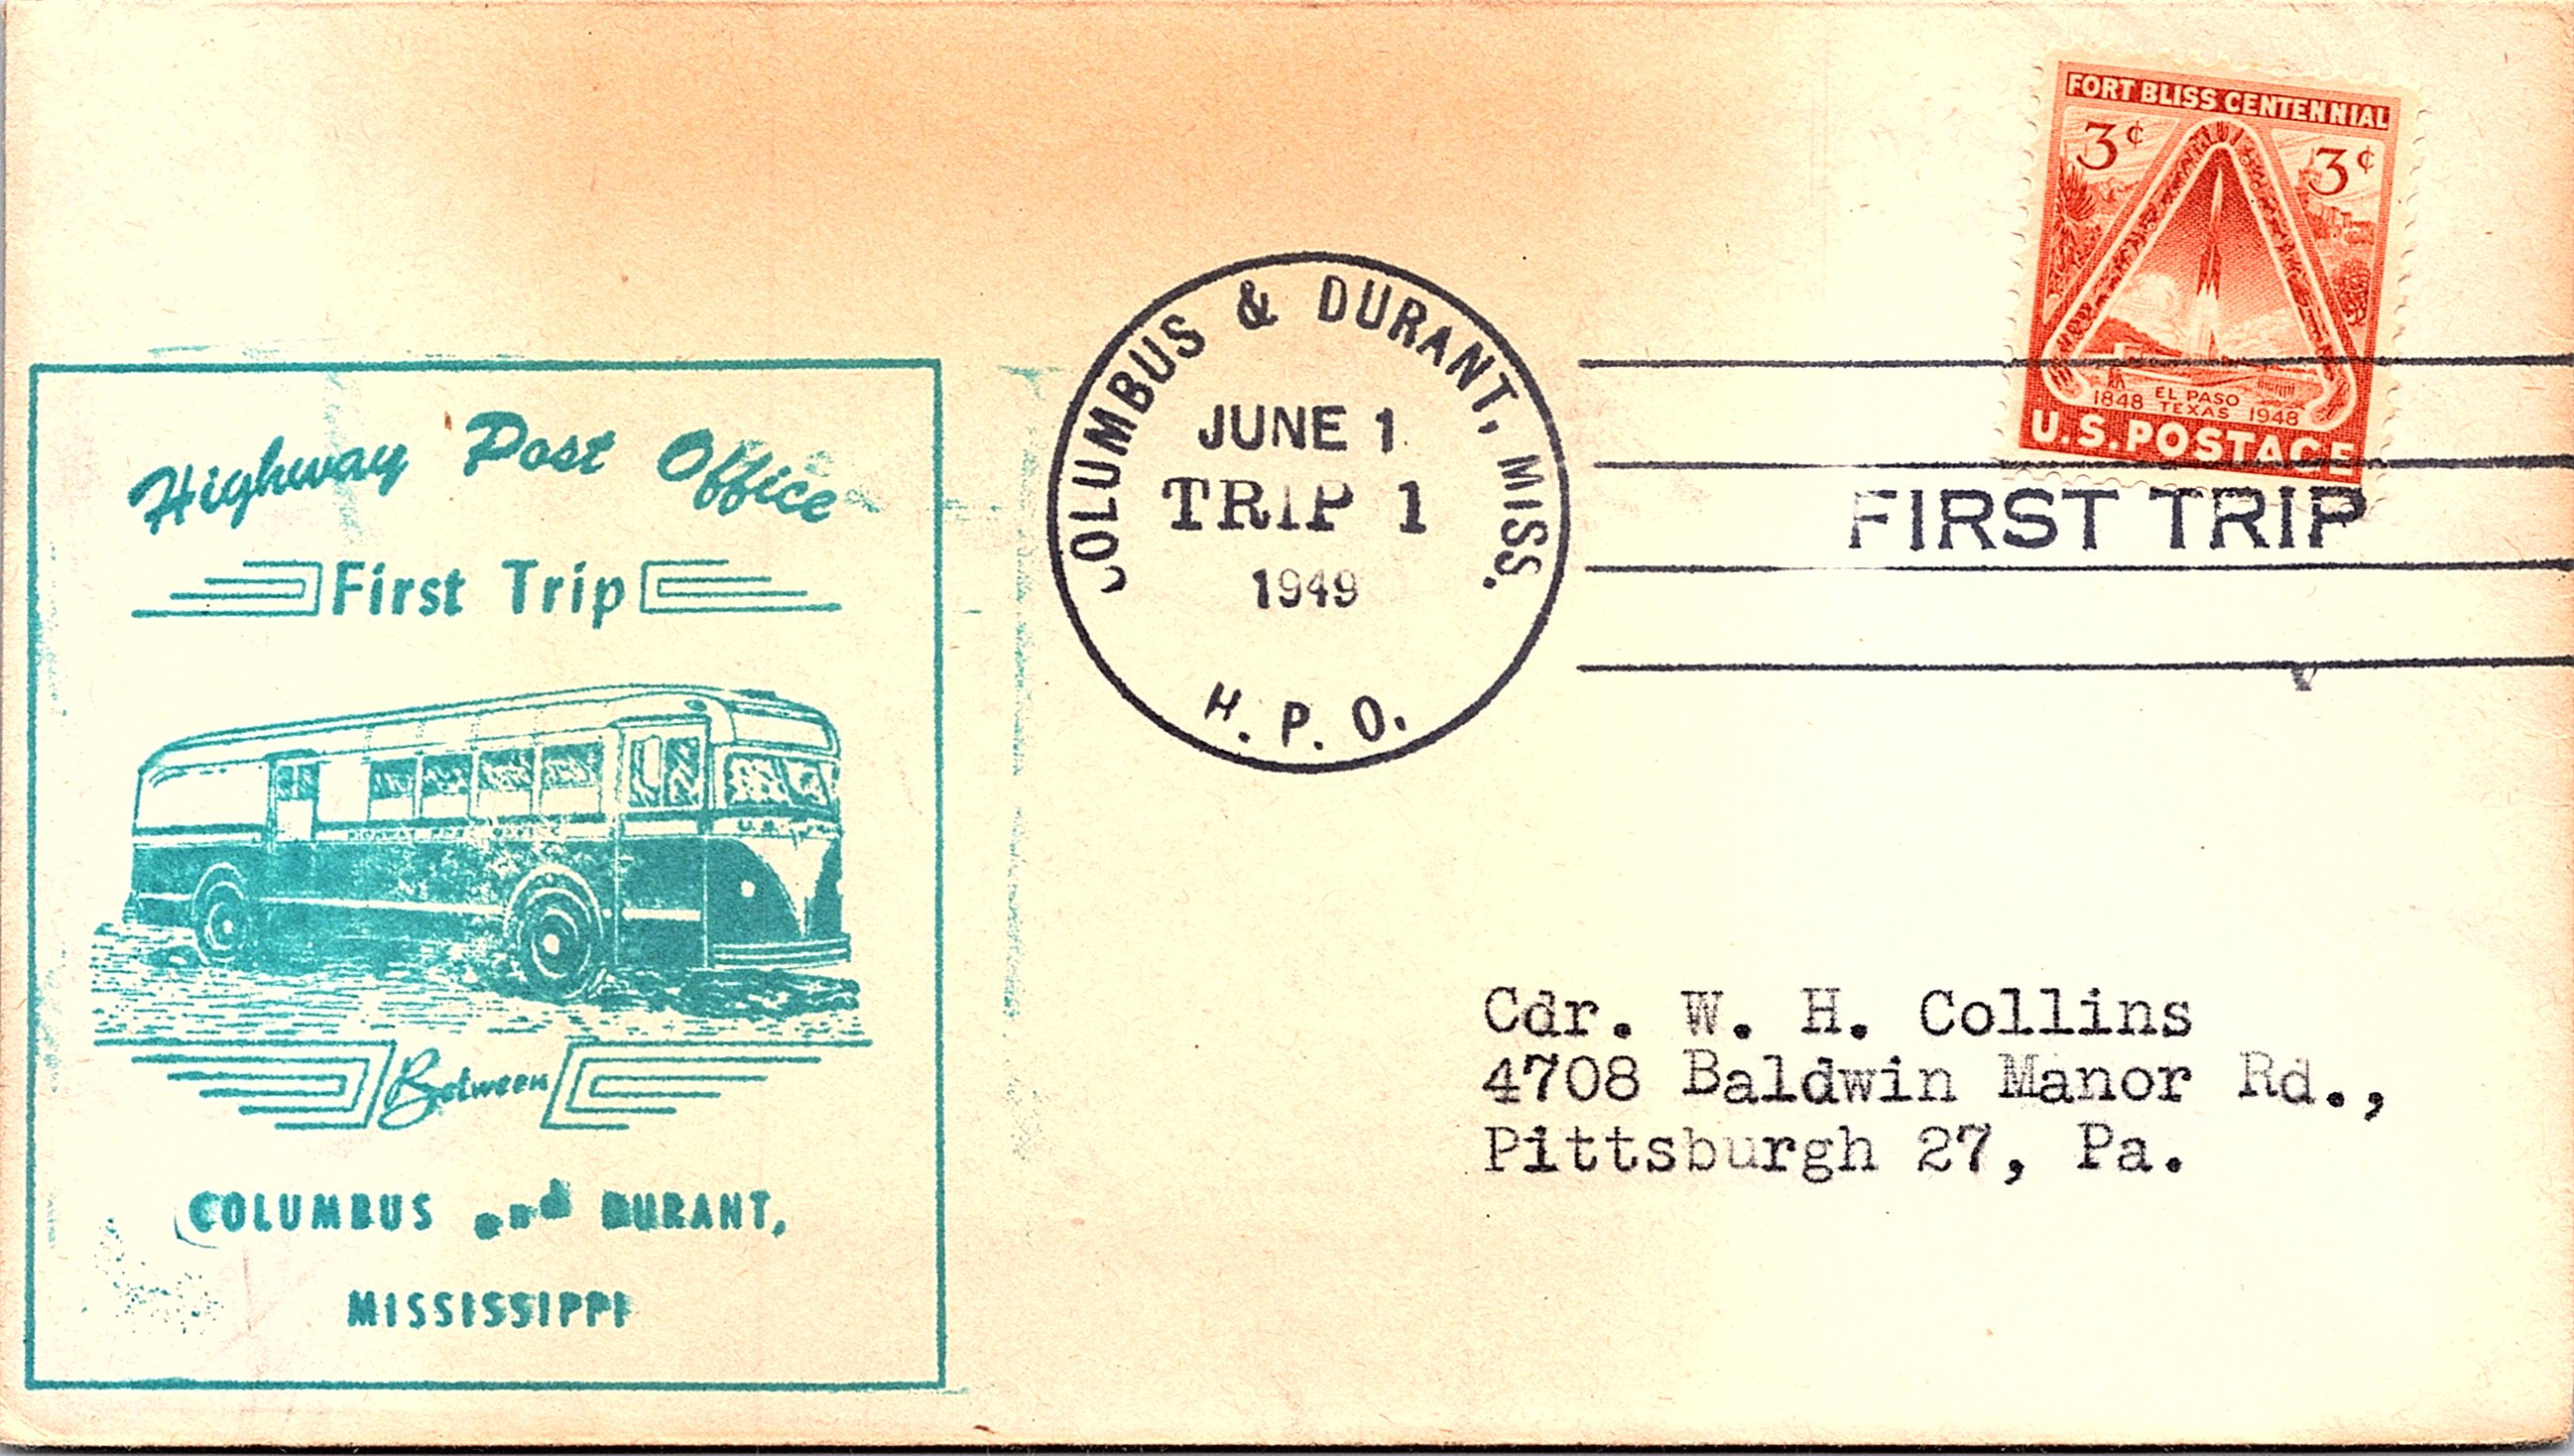 Highway Post Office
First Trip
Between
COLUMBUS and DURANT,
MISSISSIPPI
COLUMBUS & DURANT, MISS.
JUNE 1
TRIP 1
1949
H. P. O.
FORT BLISS CENTENNIAL
3¢ 3¢
1848 EL PASO TEXAS 1948
U.S. POSTAGE
FIRST TRIP
Cdr. W. H. Collins
4708 Baldwin Manor Rd.,
Pittsburgh 27, Pa.